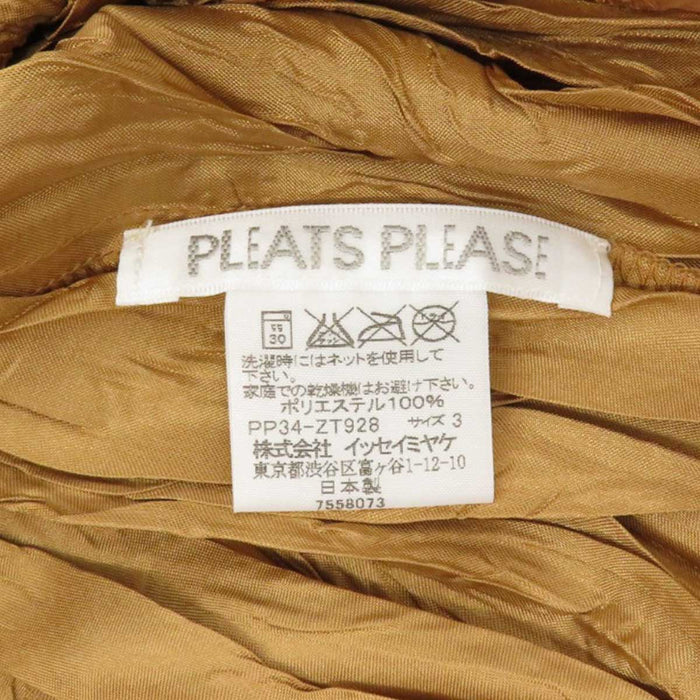 PLEATS PLEASE
弱
30
洗濯時にはネットを使用して
下さい。
家庭での乾燥機はお避け下さい。
ポリエステル100%
PP34-ZT928 サイズ 3
株式会社 イッセイミヤケ
東京都渋谷区富ヶ谷1-12-10
日本製
7558073